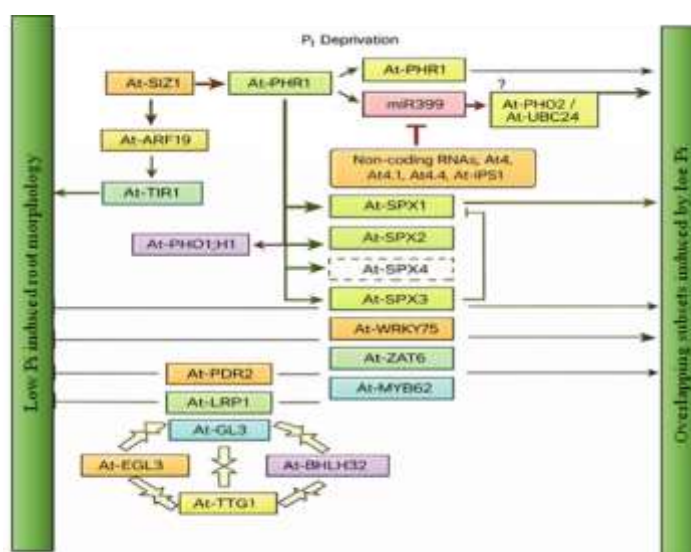 Pi Deprivation
At-SIZ1
At-PHR1
At-PHR1
miR399
?
At-PHO2 /
At-UBC24
At-ARF19
At-TIR1
Non-coding RNAs, At4,
At4.1, At4.4, At-IPS1
At-SPX1
At-PHO1;H1
At-SPX2
At-SPX4
At-SPX3
At-WRKY75
At-ZAT6
At-PDR2
At-MYB62
At-LRP1
At-GL3
At-EGL3
At-BHLH32
At-TTG1
Low Pi induced root morphology
Overlapping subsets induced by loe Pi